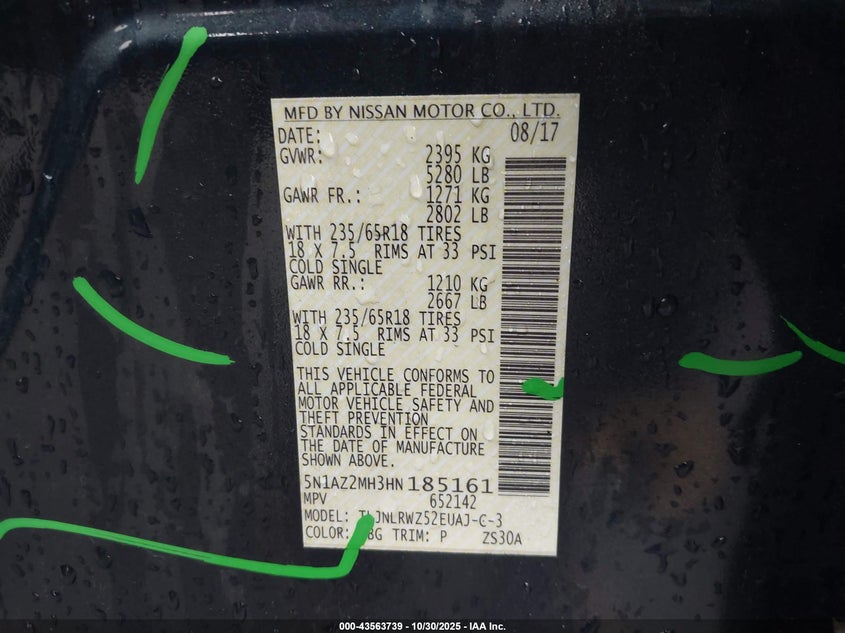 MFD BY NISSAN MOTOR CO., LTD.
DATE: 08/17
GVWR: 2395 KG
5280 LB
GAWR FR.: 1271 KG
2802 LB
WITH 235/65R18 TIRES
18 X 7.5 RIMS AT 33 PSI
COLD SINGLE
GAWR RR.: 1210 KG
2667 LB
WITH 235/65R18 TIRES
18 X 7.5 RIMS AT 33 PSI
COLD SINGLE
THIS VEHICLE CONFORMS TO
ALL APPLICABLE FEDERAL
MOTOR VEHICLE SAFETY AND
THEFT PREVENTION
STANDARDS IN EFFECT ON
THE DATE OF MANUFACTURE
SHOWN ABOVE.
5N1AZ2MH3HN 185161
MPV 652142
MODEL:
COLOR: TRIM: P ZS30A
000-43563739 - 10/30/2025 - IAA Inc.